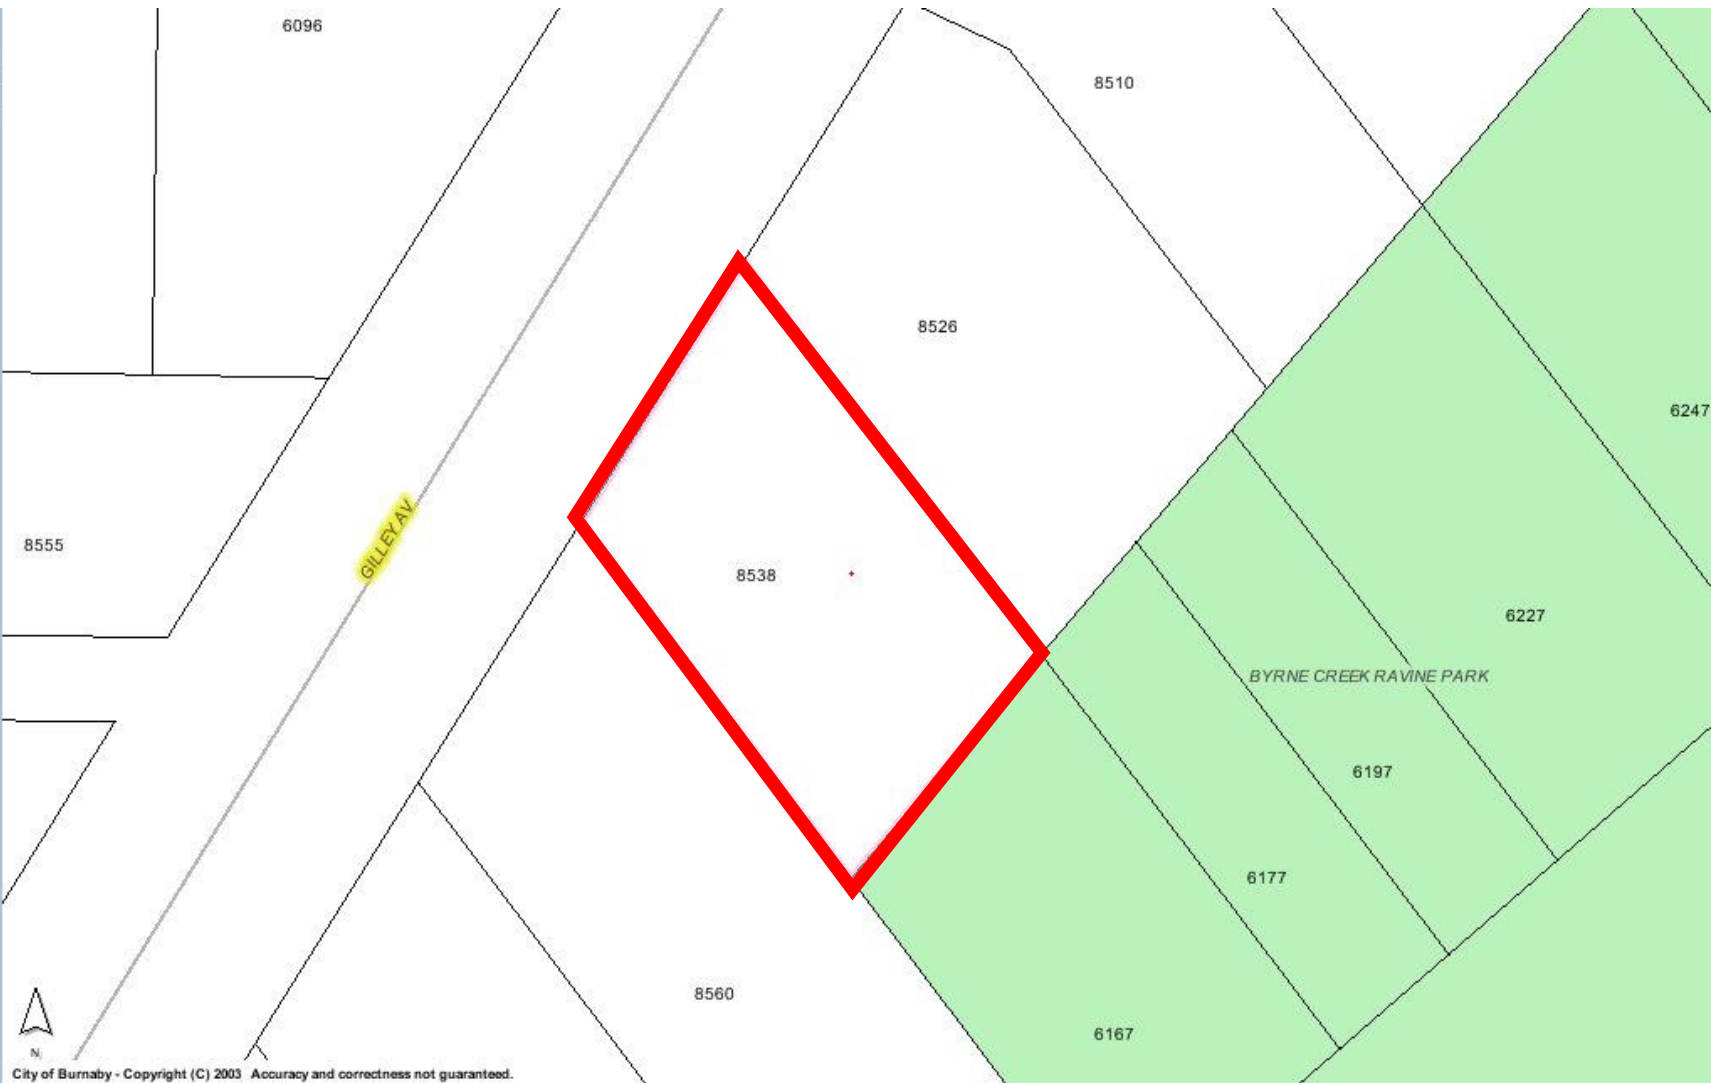 6096
8510
8526
6247
GILLEY AV
8555
8538
6227
BYRNE CREEK RAVINE PARK
6197
6177
8560
6167
N
City of Burnaby - Copyright (C) 2003 Accuracy and correctness not guaranteed.